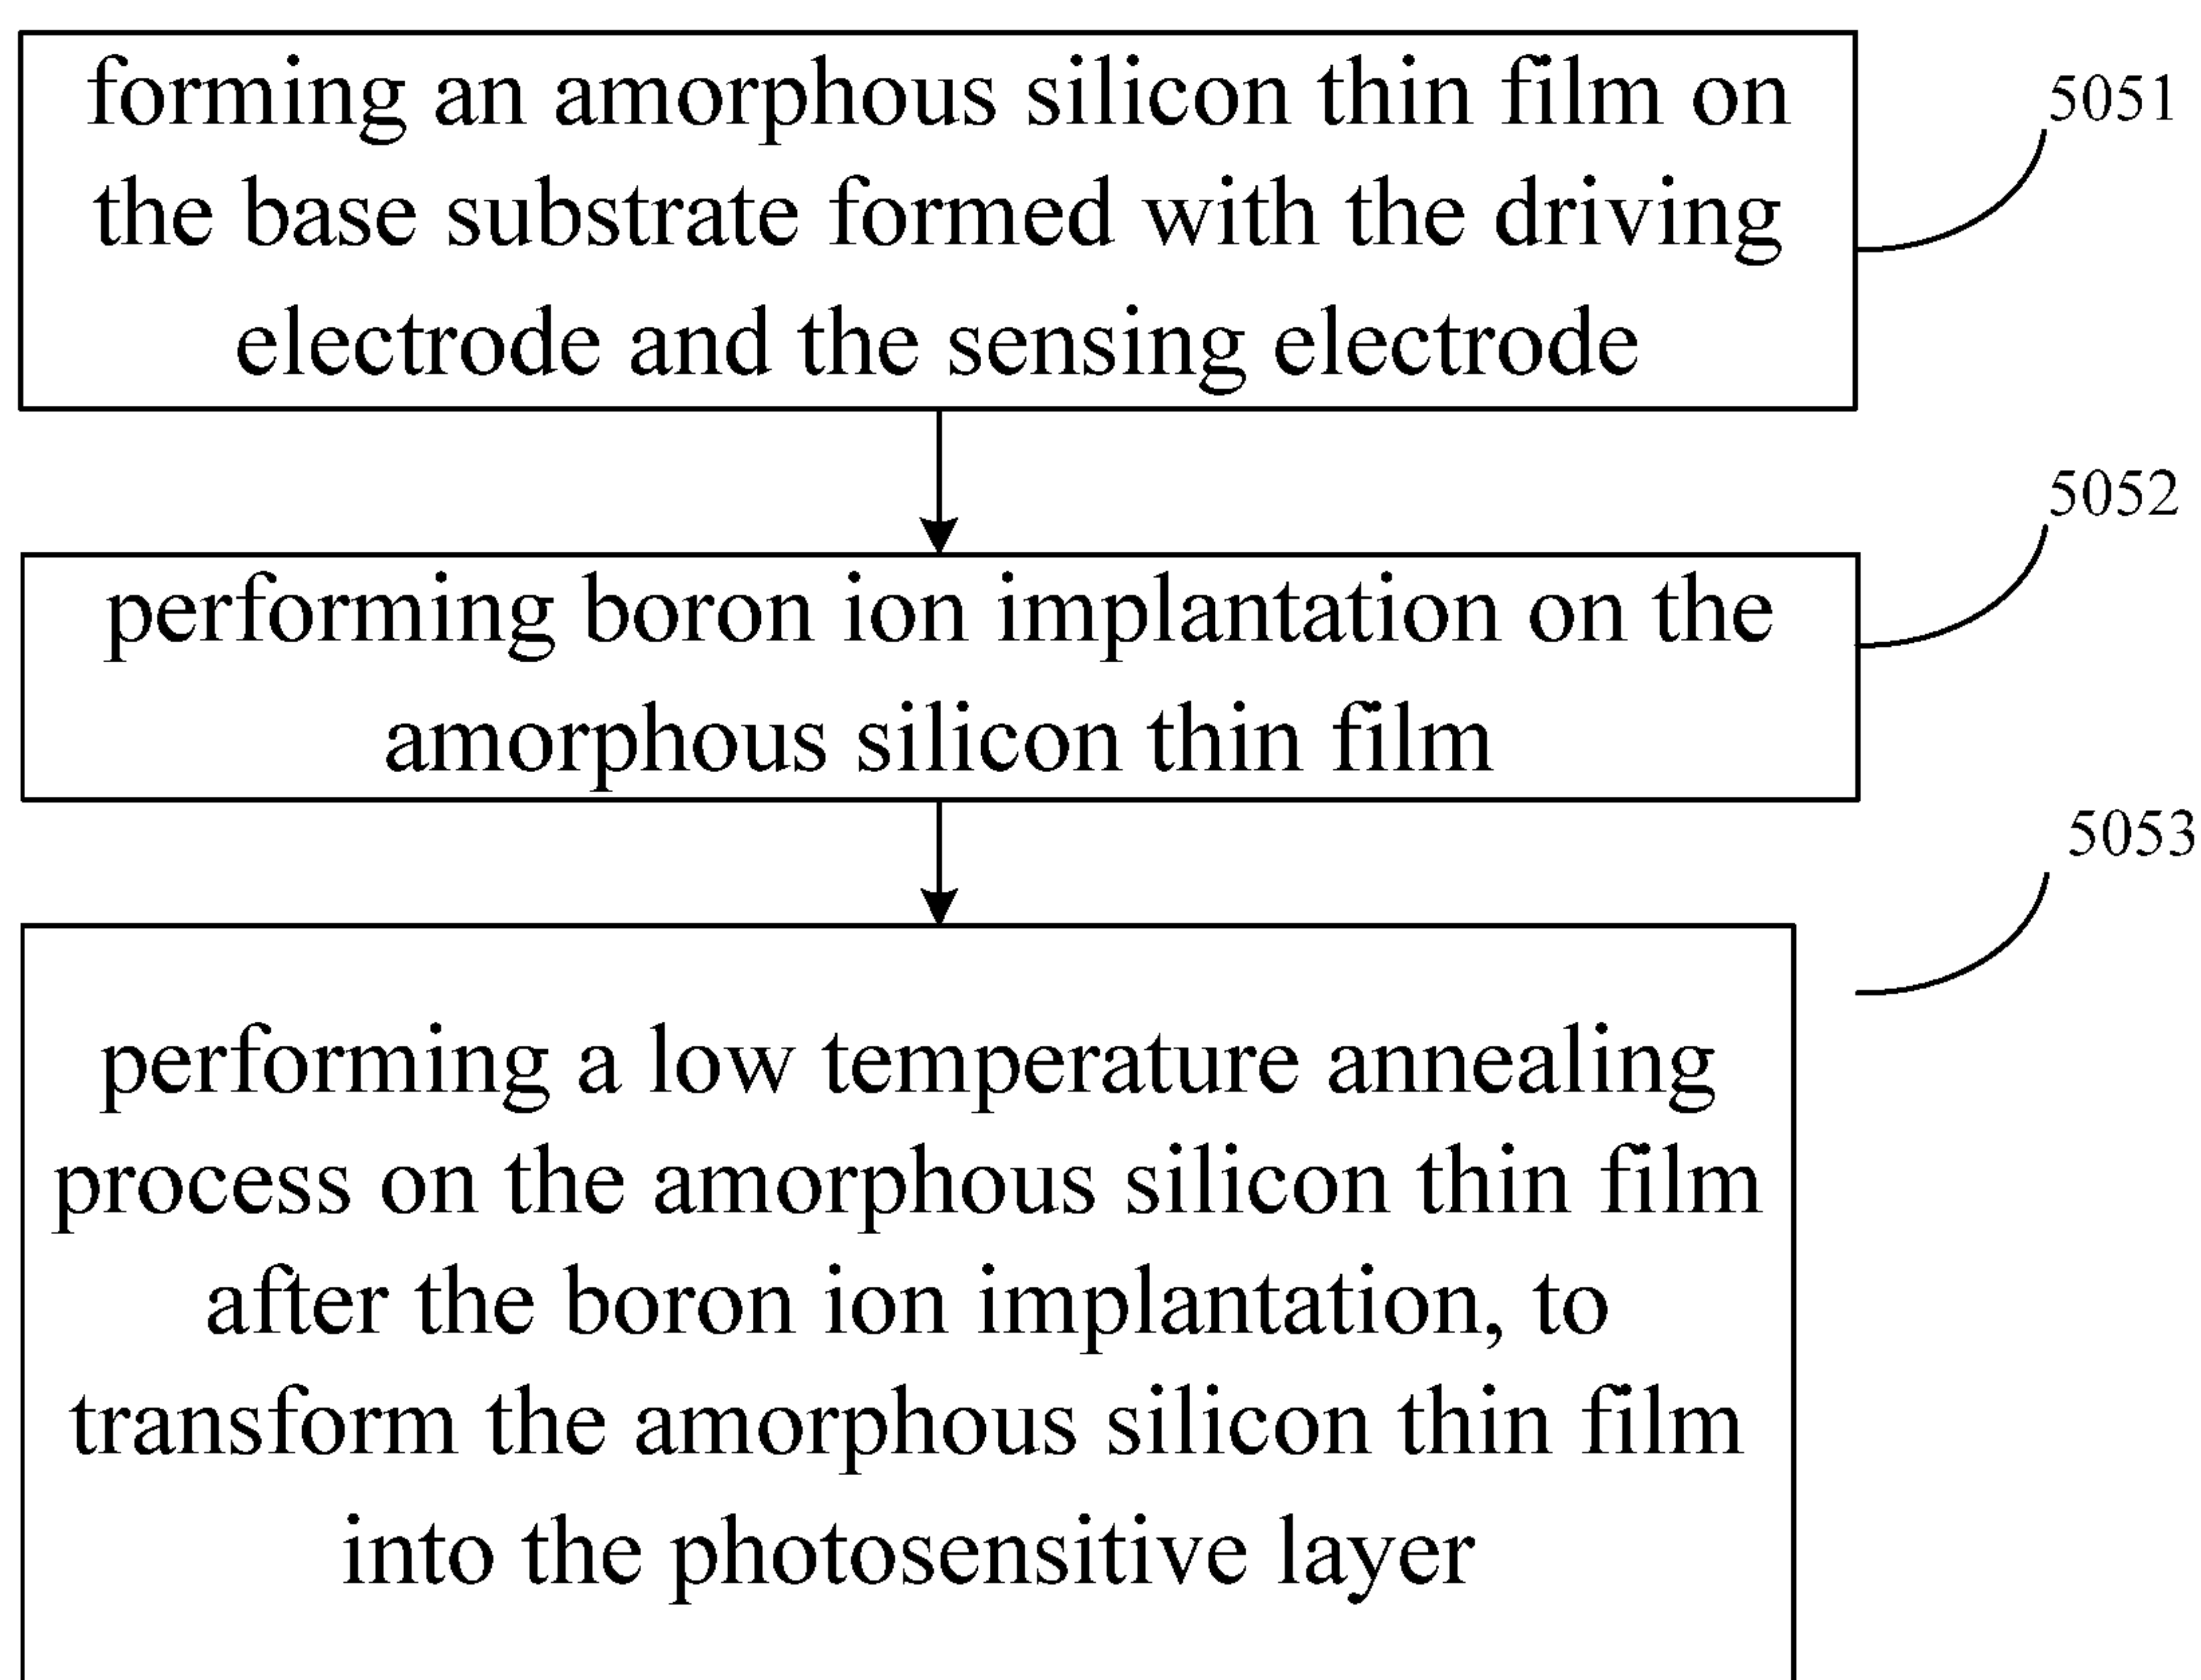 forming an amorphous silicon thin film on
the base substrate formed with the driving
electrode and the sensing electrode
5051
performing boron ion implantation on the
amorphous silicon thin film
5052
performing a low temperature annealing
process on the amorphous silicon thin film
after the boron ion implantation, to
transform the amorphous silicon thin film
into the photosensitive layer
5053